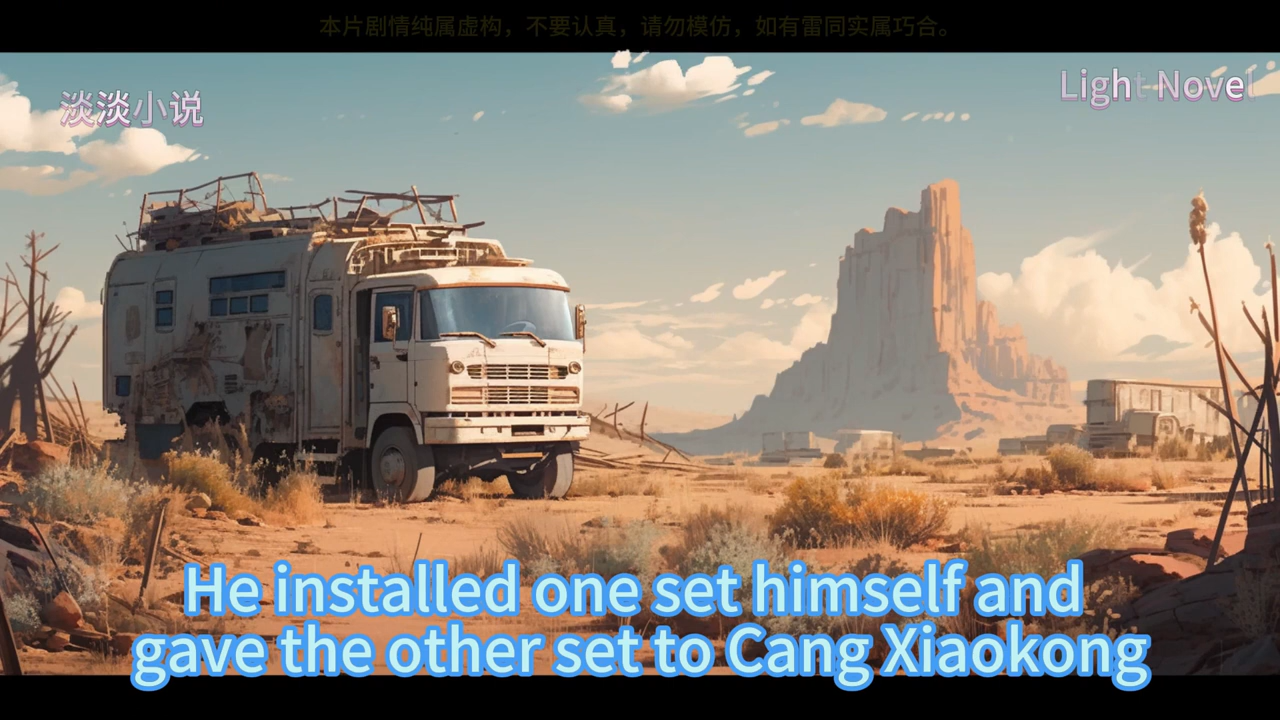 本片剧情纯属虚构，不要认真，请勿模仿，如有雷同实属巧合。
淡淡小说
Light Novel
He installed one set himself and
gave the other set to Cang Xiaokong